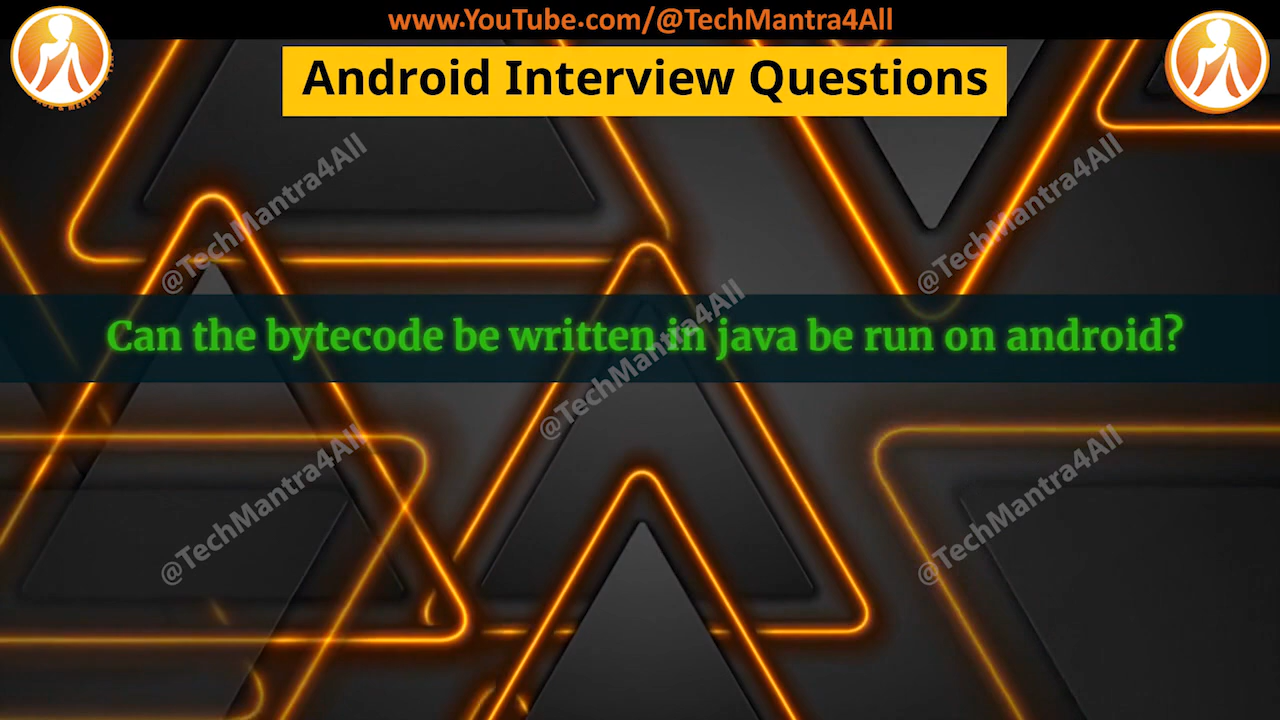 www.YouTube.com/@TechMantra4All
Android Interview Questions
@TechMantra4All
@TechMantra4All
Can the bytecode be written in java be run on android?
@TechMantra4All
@TechMantra4All
@TechMantra4All